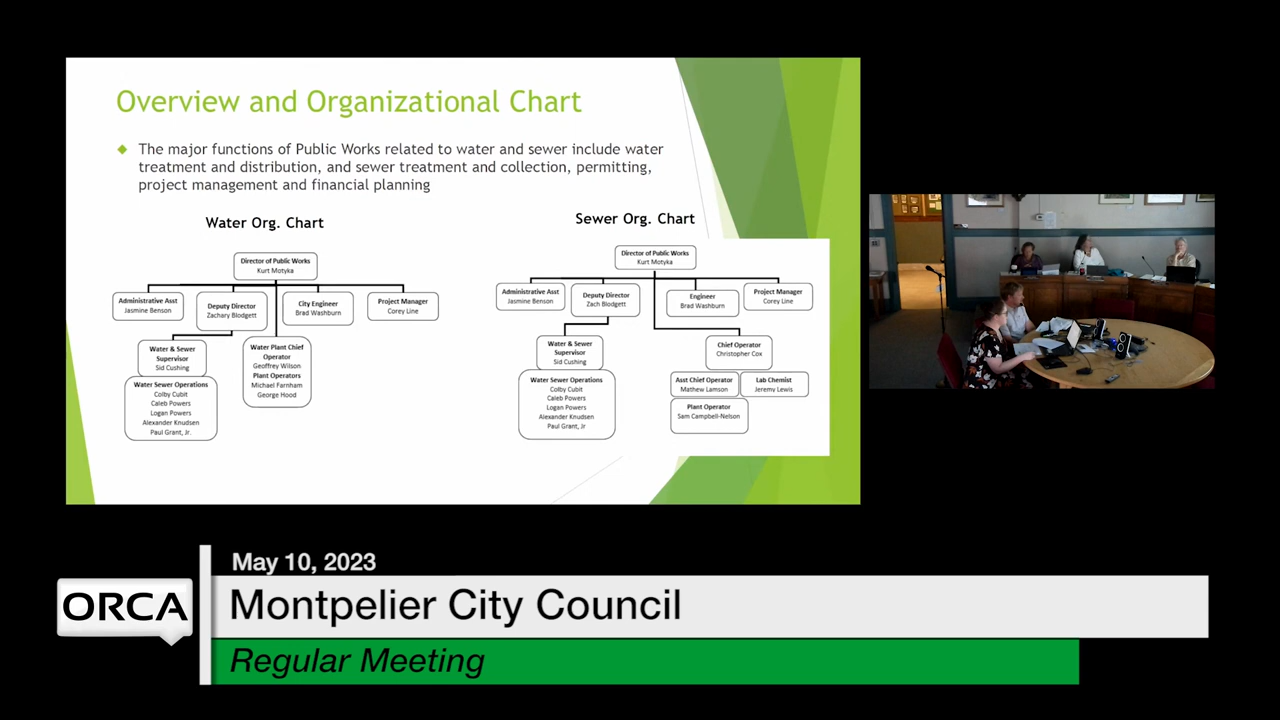 Overview and Organizational Chart
The major functions of Public Works related to water and sewer include water
treatment and distribution, and sewer treatment and collection, permitting,
project management and financial planning
Water Org. Chart
Director of Public Works
Kurt Motyka
Administrative Asst
Jasmine Benson
Deputy Director
Zachary Blodgett
City Engineer
Brad Washburn
Project Manager
Corey Line
Water & Sewer
Supervisor
Sid Cushing
Water Sewer Operations
Colby Cubit
Caleb Powers
Logan Powers
Alexander Knudsen
Paul Grant, Jr.
Water Plant Chief
Operator
Geoffrey Wilson
Plant Operators
Michael Farnham
George Hood
Sewer Org. Chart
Director of Public Works
Kurt Motyka
Administrative Asst
Jasmine Benson
Deputy Director
Zach Blodgett
Engineer
Brad Washburn
Project Manager
Corey Line
Water & Sewer
Supervisor
Sid Cushing
Water Sewer Operations
Colby Cubit
Caleb Powers
Logan Powers
Alexander Knudsen
Paul Grant, Jr
Chief Operator
Christopher Cox
Asst Chief Operator
Mathew Lamson
Lab Chemist
Jeremy Lewis
Plant Operator
Sam Campbell-Nelson
May 10, 2023
ORCA
Montpelier City Council
Regular Meeting